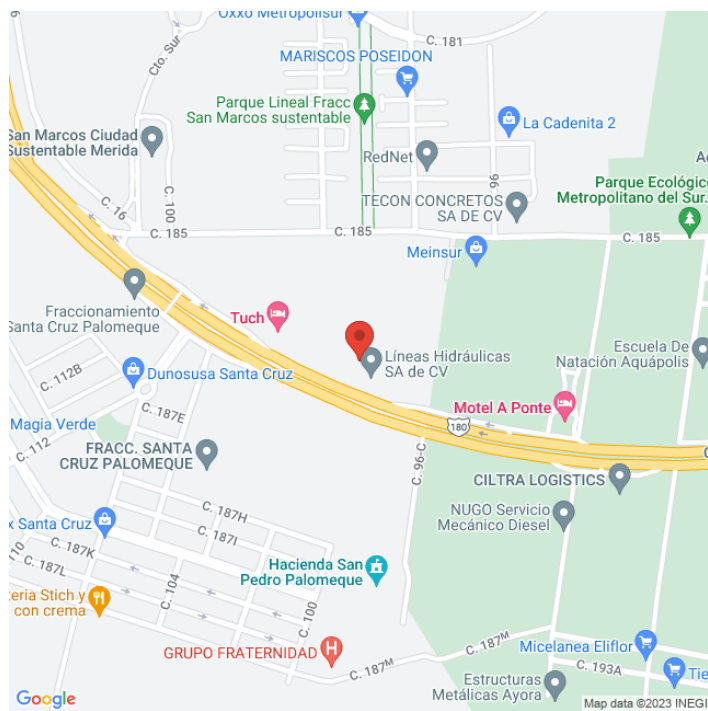 Oxxo Metropolisur
C. 181
MARISCOS POSEIDON
Cto. Sur
Parque Lineal Fracc
San Marcos sustentable
La Cadenita 2
San Marcos Ciudad
Sustentable Merida
RedNet
96
C. 100
TECON CONCRETOS
SA DE CV
Parque Ecológico
Metropolitano del Sur.
C. 16
C. 185
C. 185
C. 185
Meinsur
Fraccionamiento
Santa Cruz Palomeque
Tuch
Líneas Hidráulicas
SA de CV
Escuela De
Natación Aquápolis
C. 112B
Dunosusa Santa Cruz
Motel A Ponte
Magia Verde
C. 187E
180
C. 112
FRACC. SANTA
CRUZ PALOMEQUE
C. 96-C
CILTRA LOGISTICS
NUGO Servicio
Mecánico Diesel
x Santa Cruz
C. 187H
C. 187I
110
C. 187K
C. 187L
C. 104
C. 100
Hacienda San
Pedro Palomeque
teria Stich y
con crema
GRUPO FRATERNIDAD
C. 187M
C. 187M
Micelanea Eliflor
C. 193A
Tie
Estructuras
Metálicas Ayora
Google
Map data ©2023 INEGI